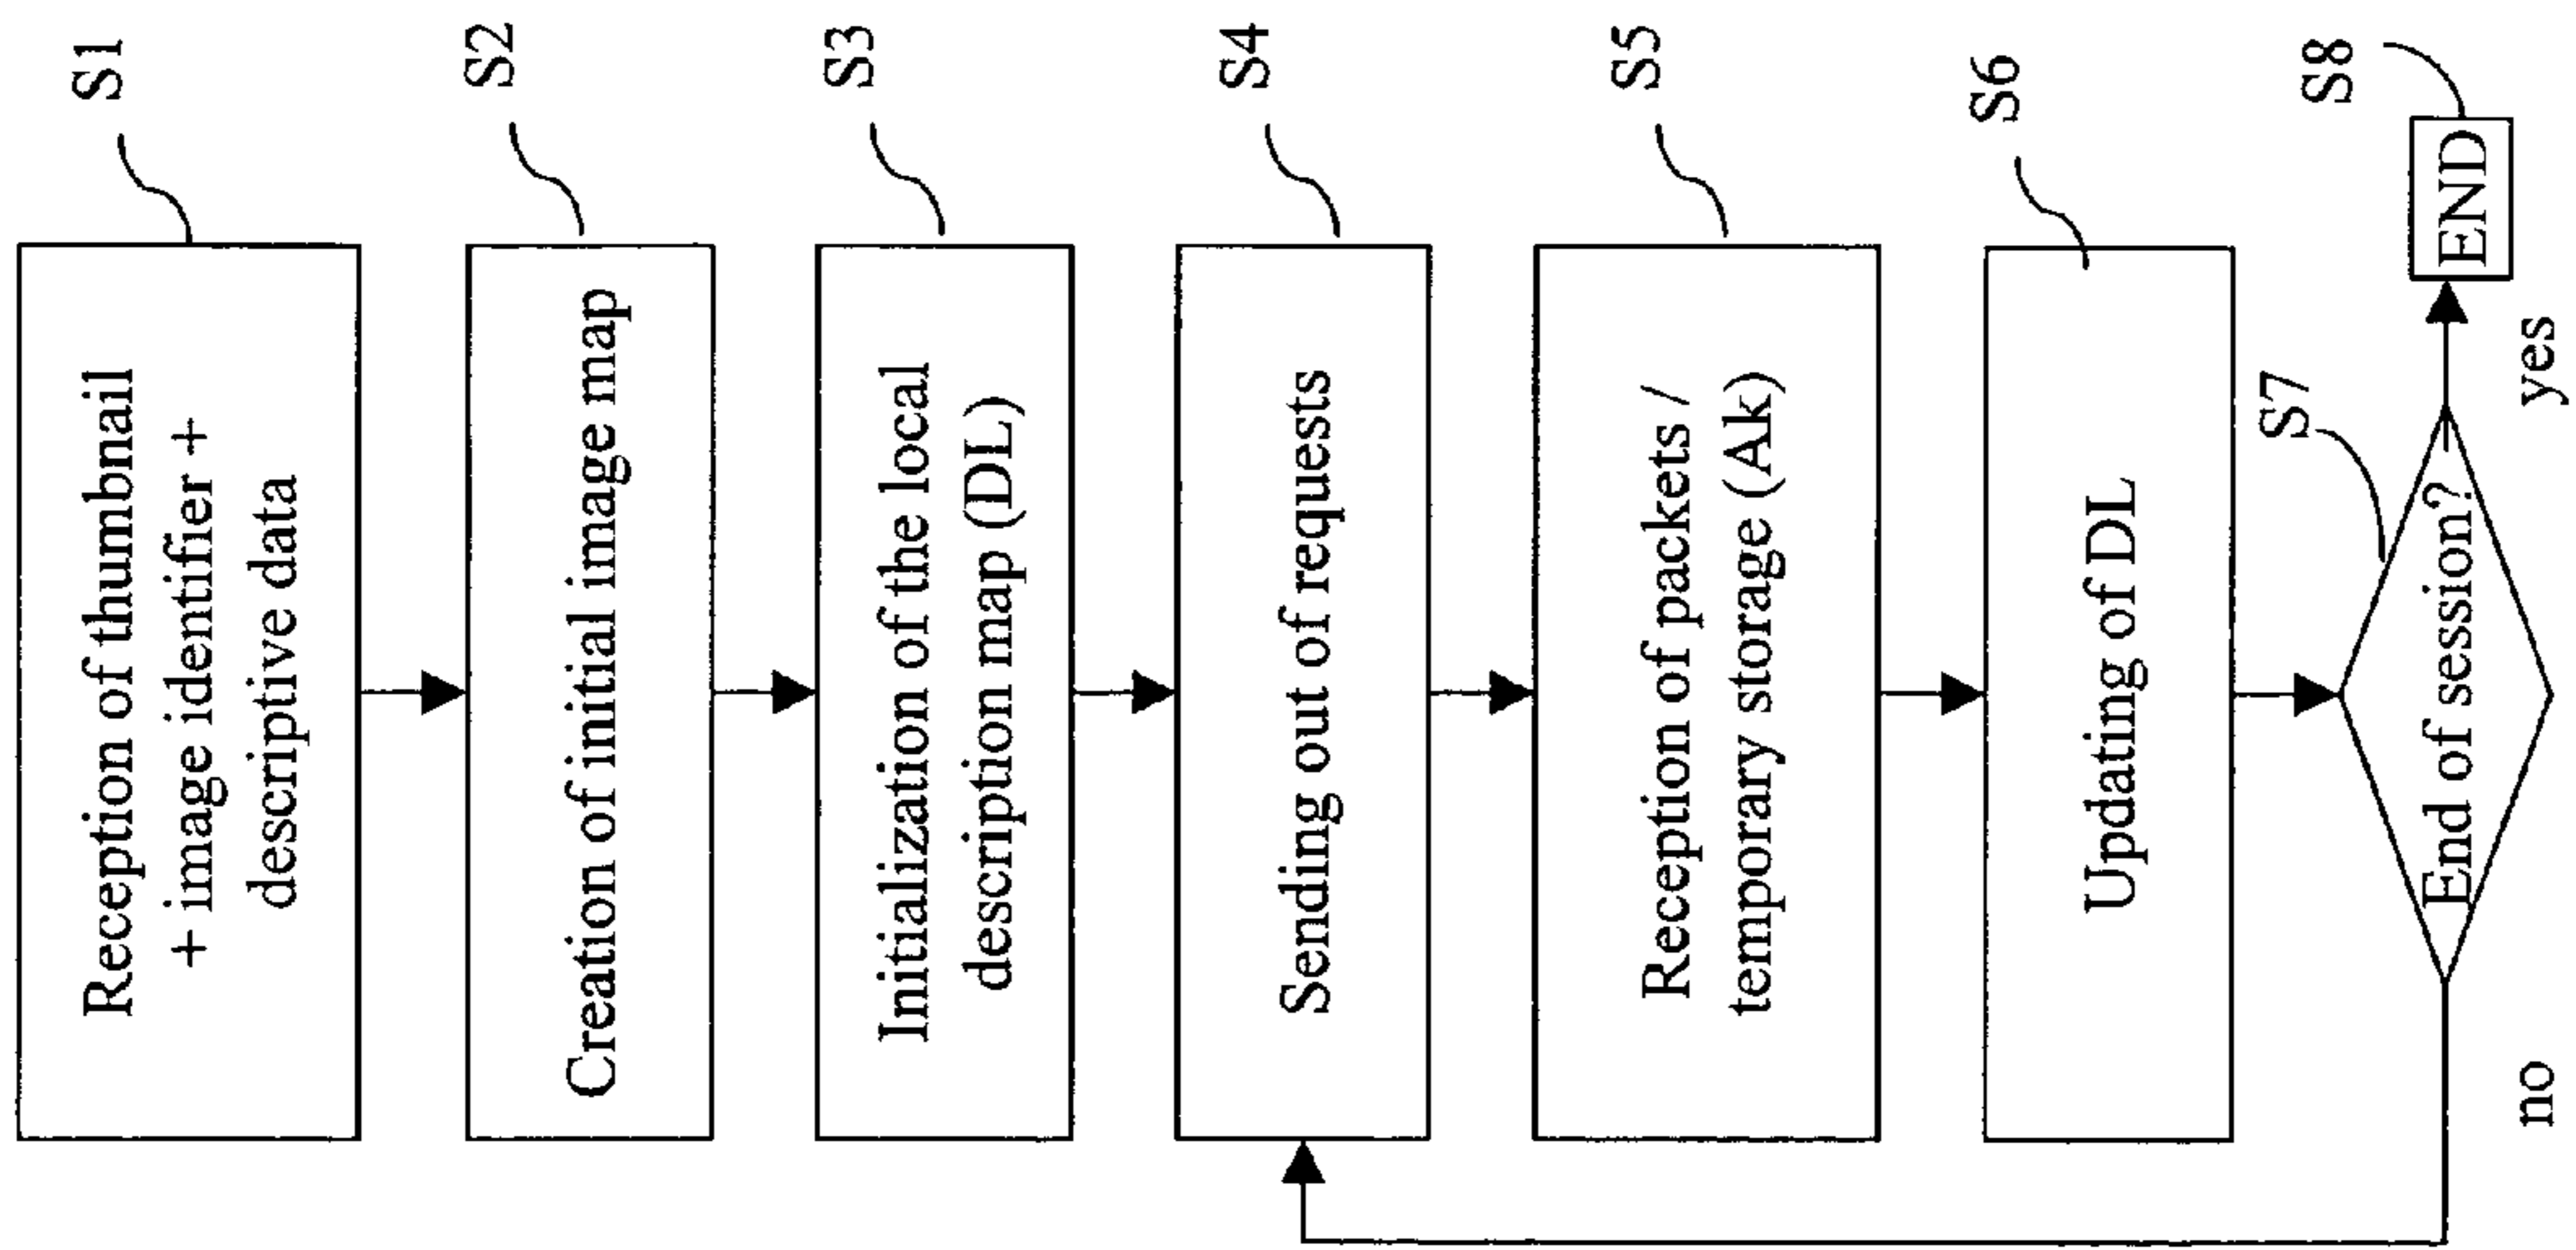 Reception of thumbnail
+ image identifier +
descriptive data
S1
Creation of initial image map
S2
Initialization of the local
description map (DL)
S3
Sending out of requests
S4
Reception of packets /
temporary storage (Ak)
S5
Updating of DL
S6
End of session?
S7
no
yes
END
S8